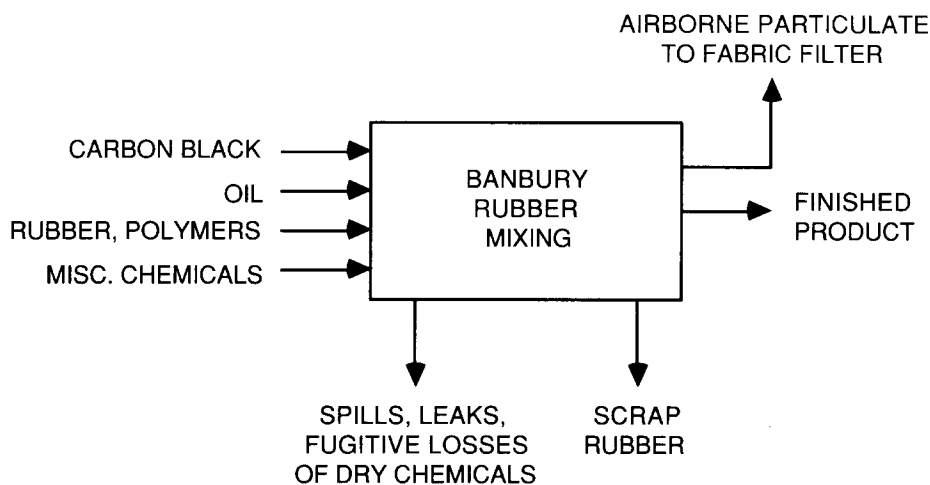 AIRBORNE PARTICULATE
TO FABRIC FILTER
CARBON BLACK
OIL
RUBBER, POLYMERS
MISC. CHEMICALS
BANBURY
RUBBER
MIXING
FINISHED
PRODUCT
SPILLS, LEAKS,
FUGITIVE LOSSES
OF DRY CHEMICALS
SCRAP
RUBBER